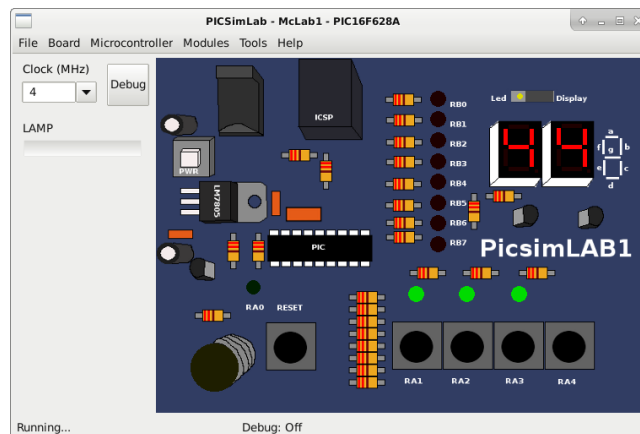 PICSimLab - McLab1 - PIC16F628A
File Board Microcontroller Modules Tools Help
Clock (MHz)
4
Debug
LAMP
ICSP
PWR
LM7805
PIC
RB0
RB1
RB2
RB3
RB4
RB5
RB6
RB7
Led
Display
4 4
a
f b
g
e c
d
PicsimLAB1
RA0
RESET
RA1 RA2 RA3 RA4
Running...
Debug: Off